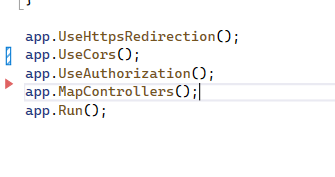 }
app.UseHttpsRedirection();
app.UseCors();
app.UseAuthorization();
app.MapControllers();
app.Run();